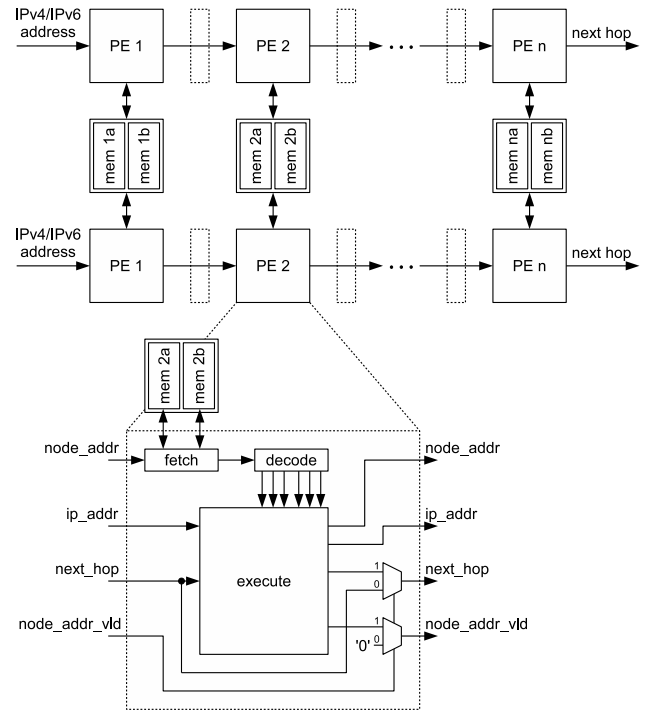 IPv4/IPv6
address
PE 1
PE 2
• • •
PE n
next hop
mem 1a
mem 1b
mem 2a
mem 2b
mem na
mem nb
IPv4/IPv6
address
PE 1
PE 2
• • •
PE n
next hop
mem 2a
mem 2b
node_addr
fetch
decode
node_addr
ip_addr
ip_addr
next_hop
execute
1
0
next_hop
node_addr_vld
1
'0' 0
node_addr_vld